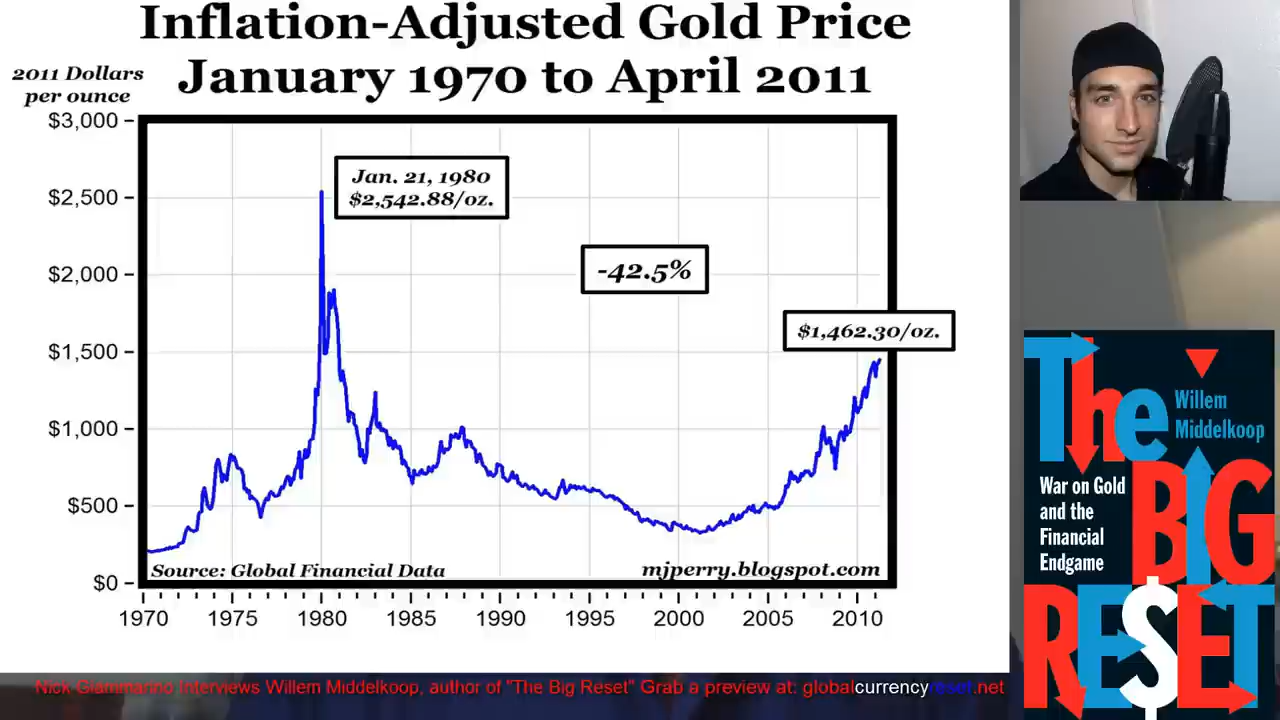 Inflation-Adjusted Gold Price
January 1970 to April 2011
2011 Dollars
per ounce
$3,000
$2,500
$2,000
$1,500
$1,000
$500
$0
Jan. 21, 1980
$2,542.88/oz.
-42.5%
$1,462.30/oz.
Source: Global Financial Data
mjperry.blogspot.com
1970 1975 1980 1985 1990 1995 2000 2005 2010
The
Willem
Middelkoop
War on Gold
and the
Financial
Endgame
BIG
RE$ET
Nick Giammarino Interviews Willem Middelkoop, author of "The Big Reset" Grab a preview at: globalcurrencyreset.net